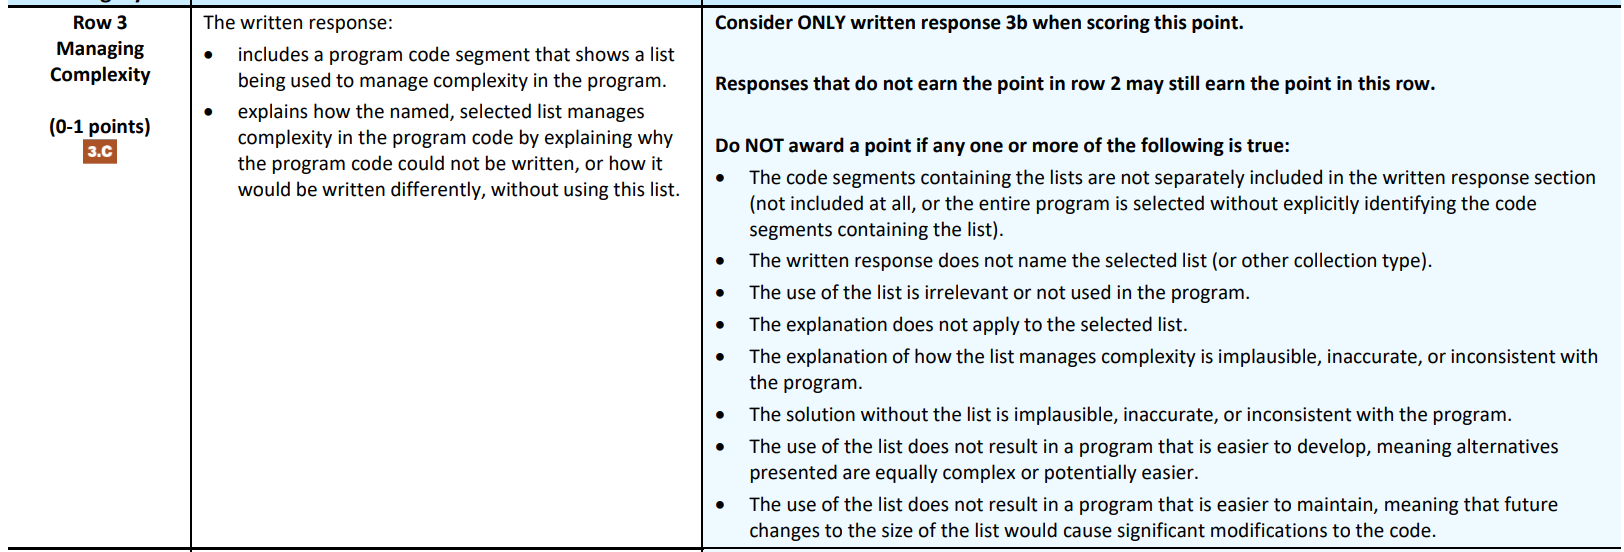 Row 3
Managing
Complexity
(0-1 points)
3.C
The written response:
• includes a program code segment that shows a list
being used to manage complexity in the program.
• explains how the named, selected list manages
complexity in the program code by explaining why
the program code could not be written, or how it
would be written differently, without using this list.
Consider ONLY written response 3b when scoring this point.
Responses that do not earn the point in row 2 may still earn the point in this row.
Do NOT award a point if any one or more of the following is true:
• The code segments containing the lists are not separately included in the written response section
(not included at all, or the entire program is selected without explicitly identifying the code
segments containing the list).
• The written response does not name the selected list (or other collection type).
• The use of the list is irrelevant or not used in the program.
• The explanation does not apply to the selected list.
• The explanation of how the list manages complexity is implausible, inaccurate, or inconsistent with
the program.
• The solution without the list is implausible, inaccurate, or inconsistent with the program.
• The use of the list does not result in a program that is easier to develop, meaning alternatives
presented are equally complex or potentially easier.
• The use of the list does not result in a program that is easier to maintain, meaning that future
changes to the size of the list would cause significant modifications to the code.